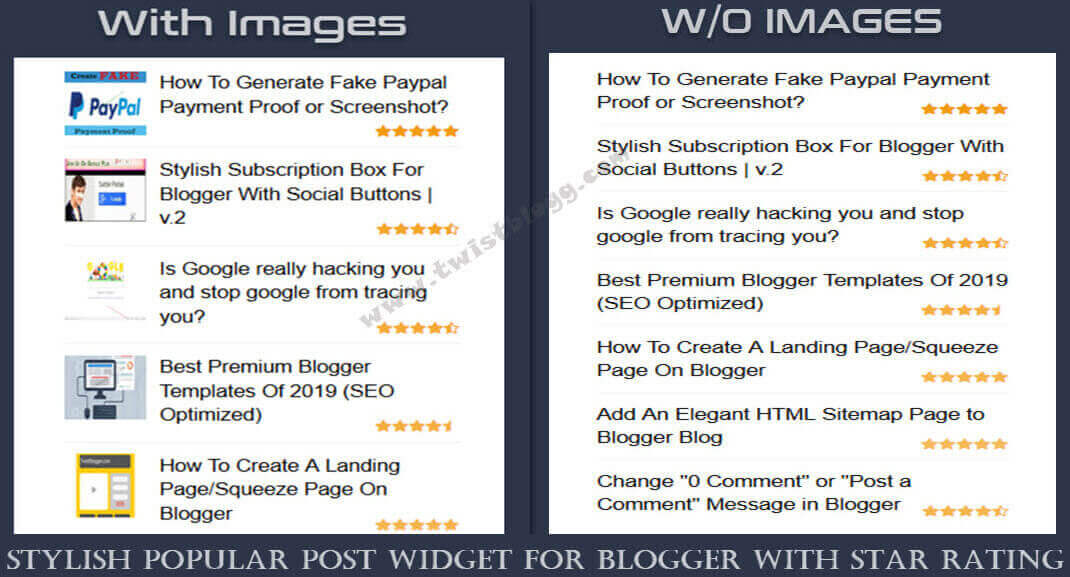 With Images
Create FAKE
PayPal
Payment Proof
How To Generate Fake Paypal
Payment Proof or Screenshot?
Stylish Subscription Box For
Blogger With Social Buttons |
v.2
Is Google really hacking you
and stop google from tracing
you?
Best Premium Blogger
Templates Of 2019 (SEO
Optimized)
How To Create A Landing
Page/Squeeze Page On
Blogger
W/O IMAGES
How To Generate Fake Paypal Payment
Proof or Screenshot?
Stylish Subscription Box For Blogger With
Social Buttons | v.2
Is Google really hacking you and stop
google from tracing you?
Best Premium Blogger Templates Of 2019
(SEO Optimized)
How To Create A Landing Page/Squeeze
Page On Blogger
Add An Elegant HTML Sitemap Page to
Blogger Blog
Change "0 Comment" or "Post a
Comment" Message in Blogger
www.twistblogg.com
STYLISH POPULAR POST WIDGET FOR BLOGGER WITH STAR RATING